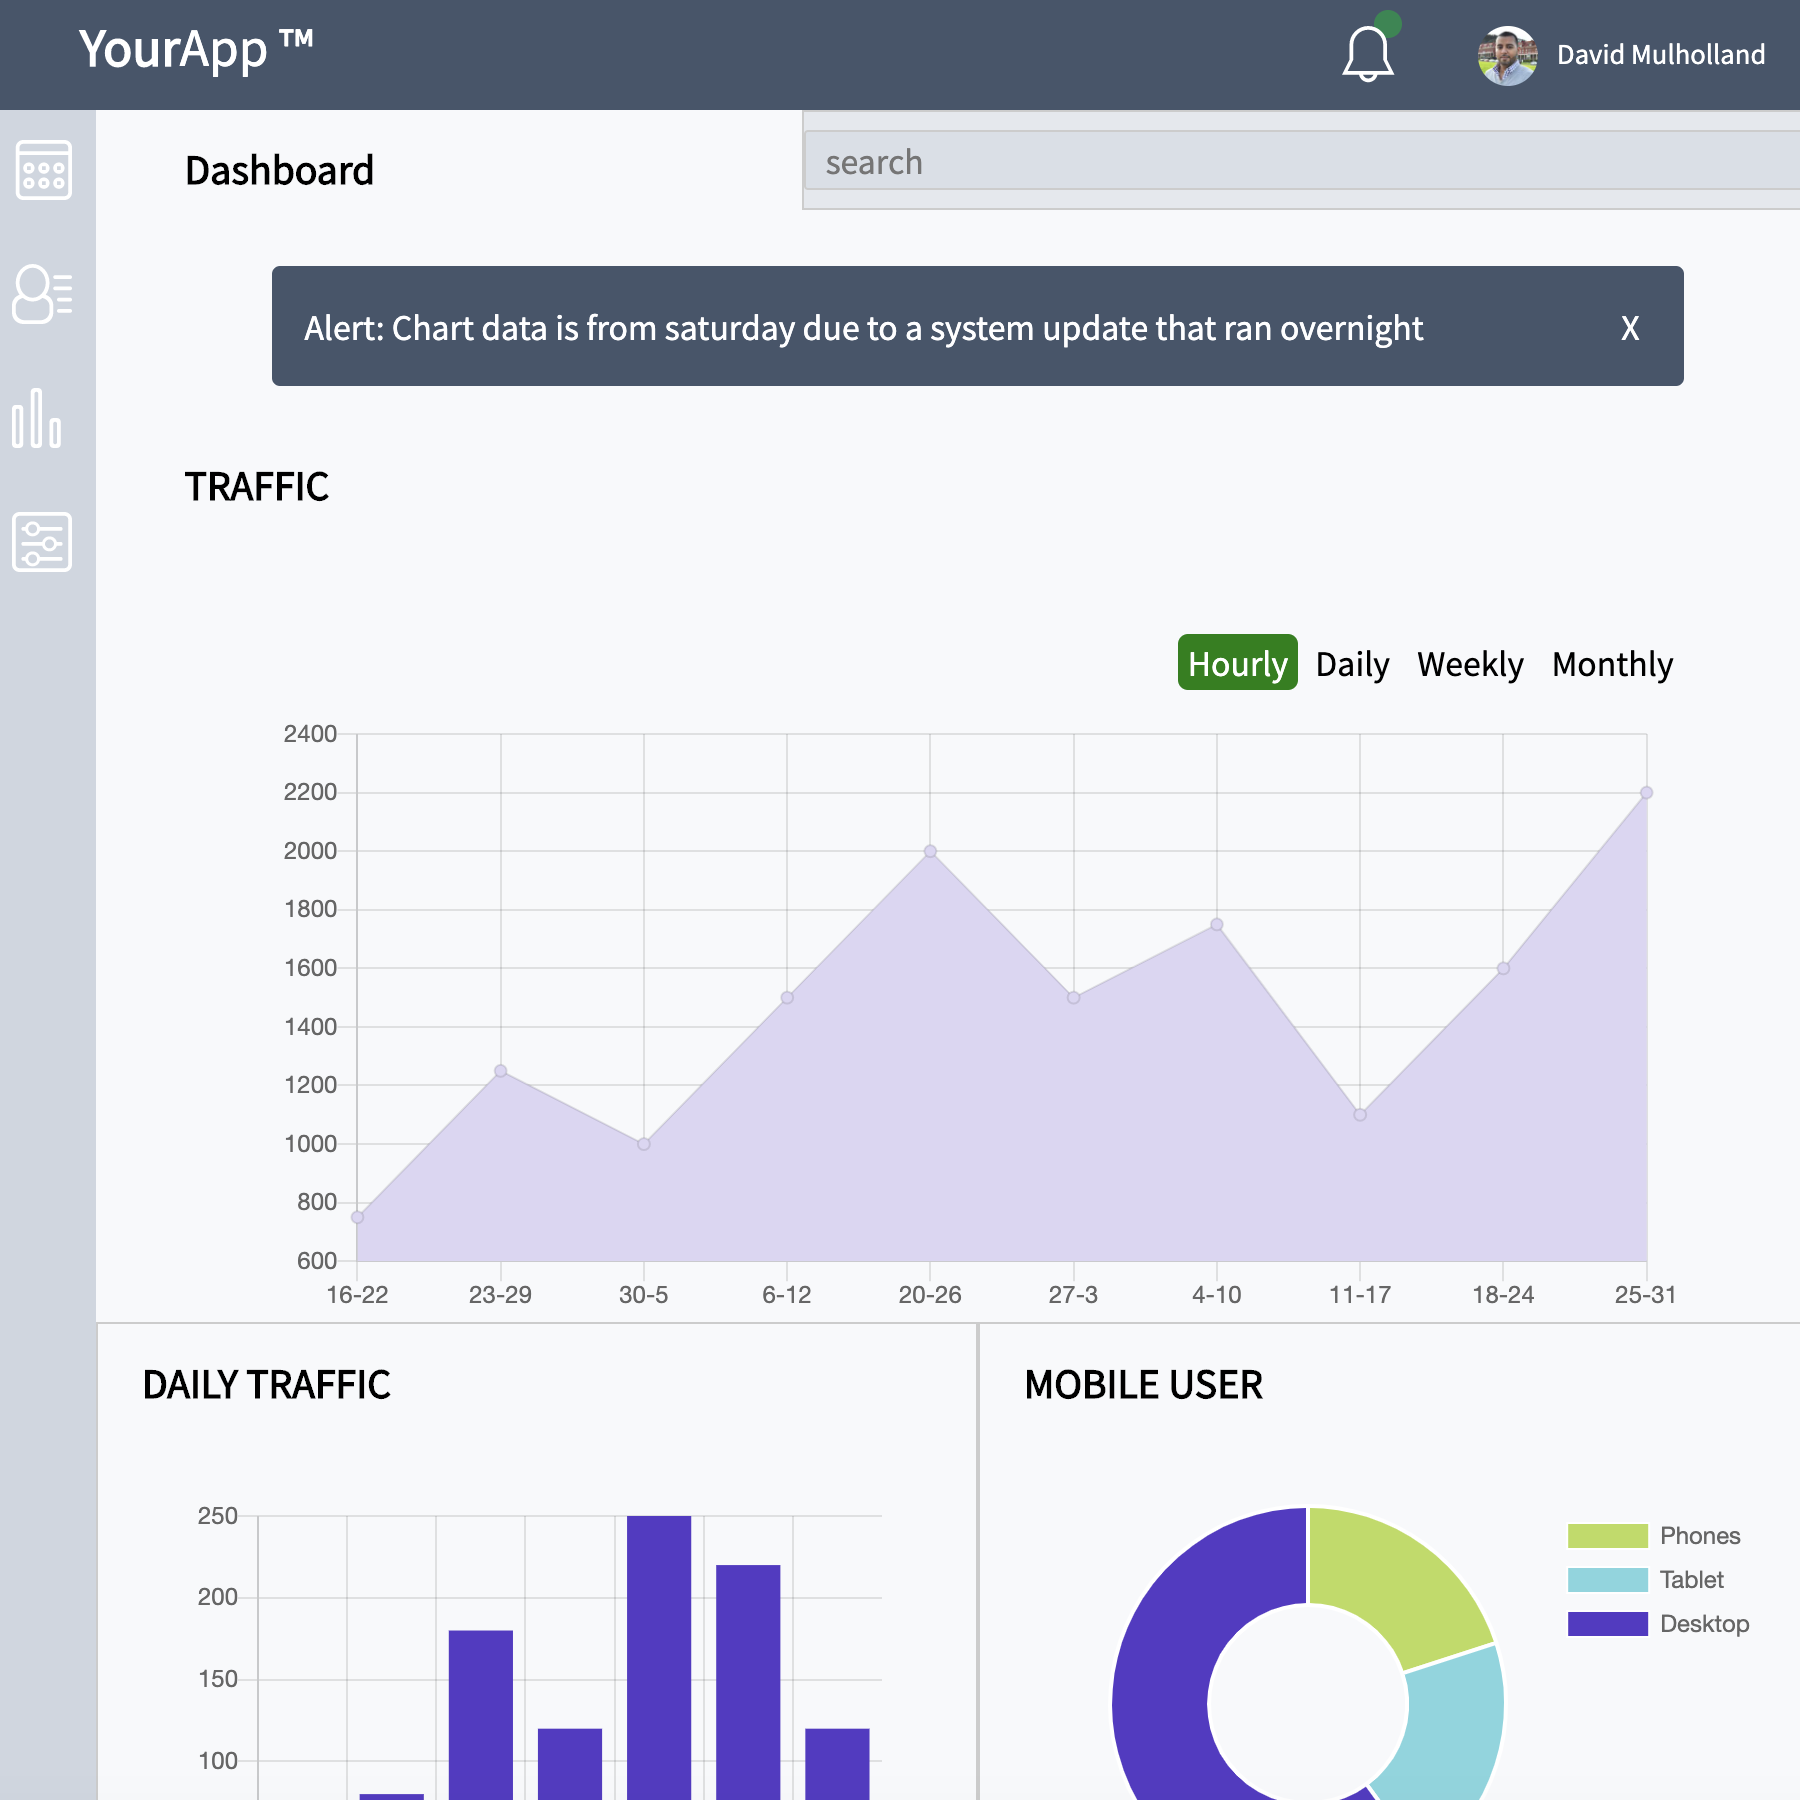 YourApp ™
David Mulholland
Dashboard
search
Alert: Chart data is from saturday due to a system update that ran overnight X
TRAFFIC
Hourly Daily Weekly Monthly
2400
2200
2000
1800
1600
1400
1200
1000
800
600
16-22 23-29 30-5 6-12 20-26 27-3 4-10 11-17 18-24 25-31
DAILY TRAFFIC
250
200
150
100
MOBILE USER
Phones
Tablet
Desktop